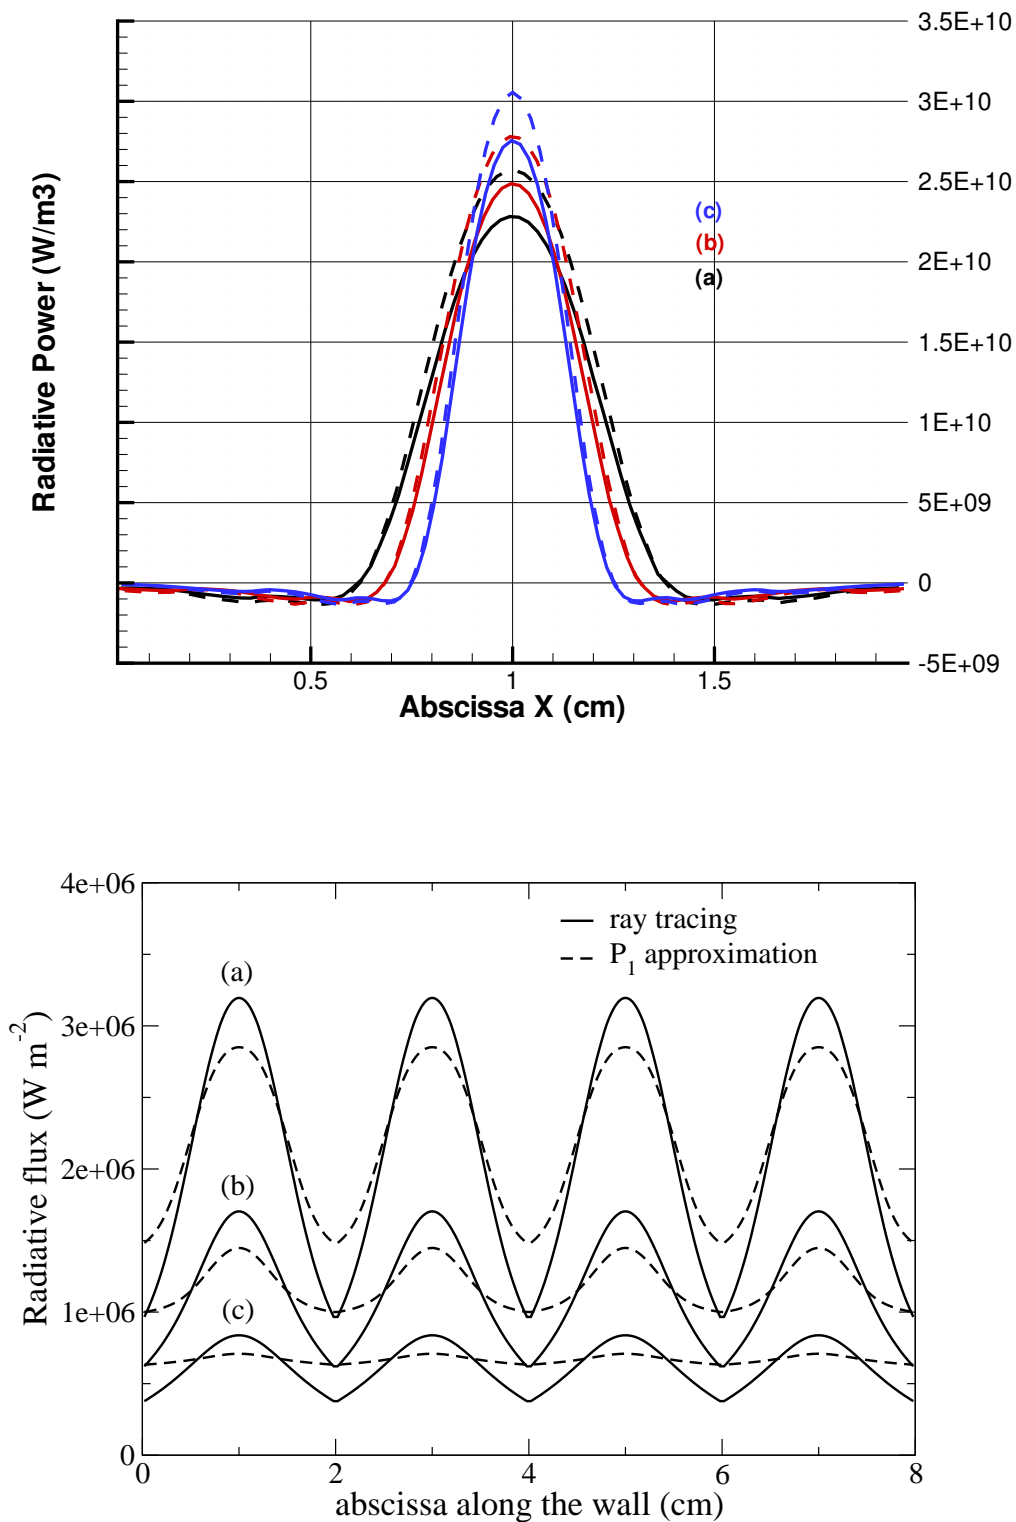 3.5E+10
3E+10
2.5E+10
(c)
(b)
2E+10
(a)
1.5E+10
1E+10
5E+09
0
-5E+09
Radiative Power (W/m3)
0.5
1
1.5
Abscissa X (cm)
4e+06
3e+06
2e+06
1e+06
0
Radiative flux (W m-2)
ray tracing
P1 approximation
(a)
(b)
(c)
0
2
4
6
8
abscissa along the wall (cm)